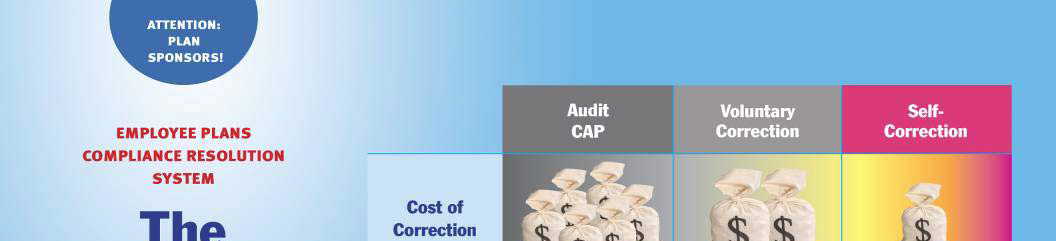 ATTENTION:
PLAN
SPONSORS!
EMPLOYEE PLANS
COMPLIANCE RESOLUTION
SYSTEM
The
Audit
CAP
Voluntary
Correction
Self-
Correction
Cost of
Correction
$
$
$
$
$